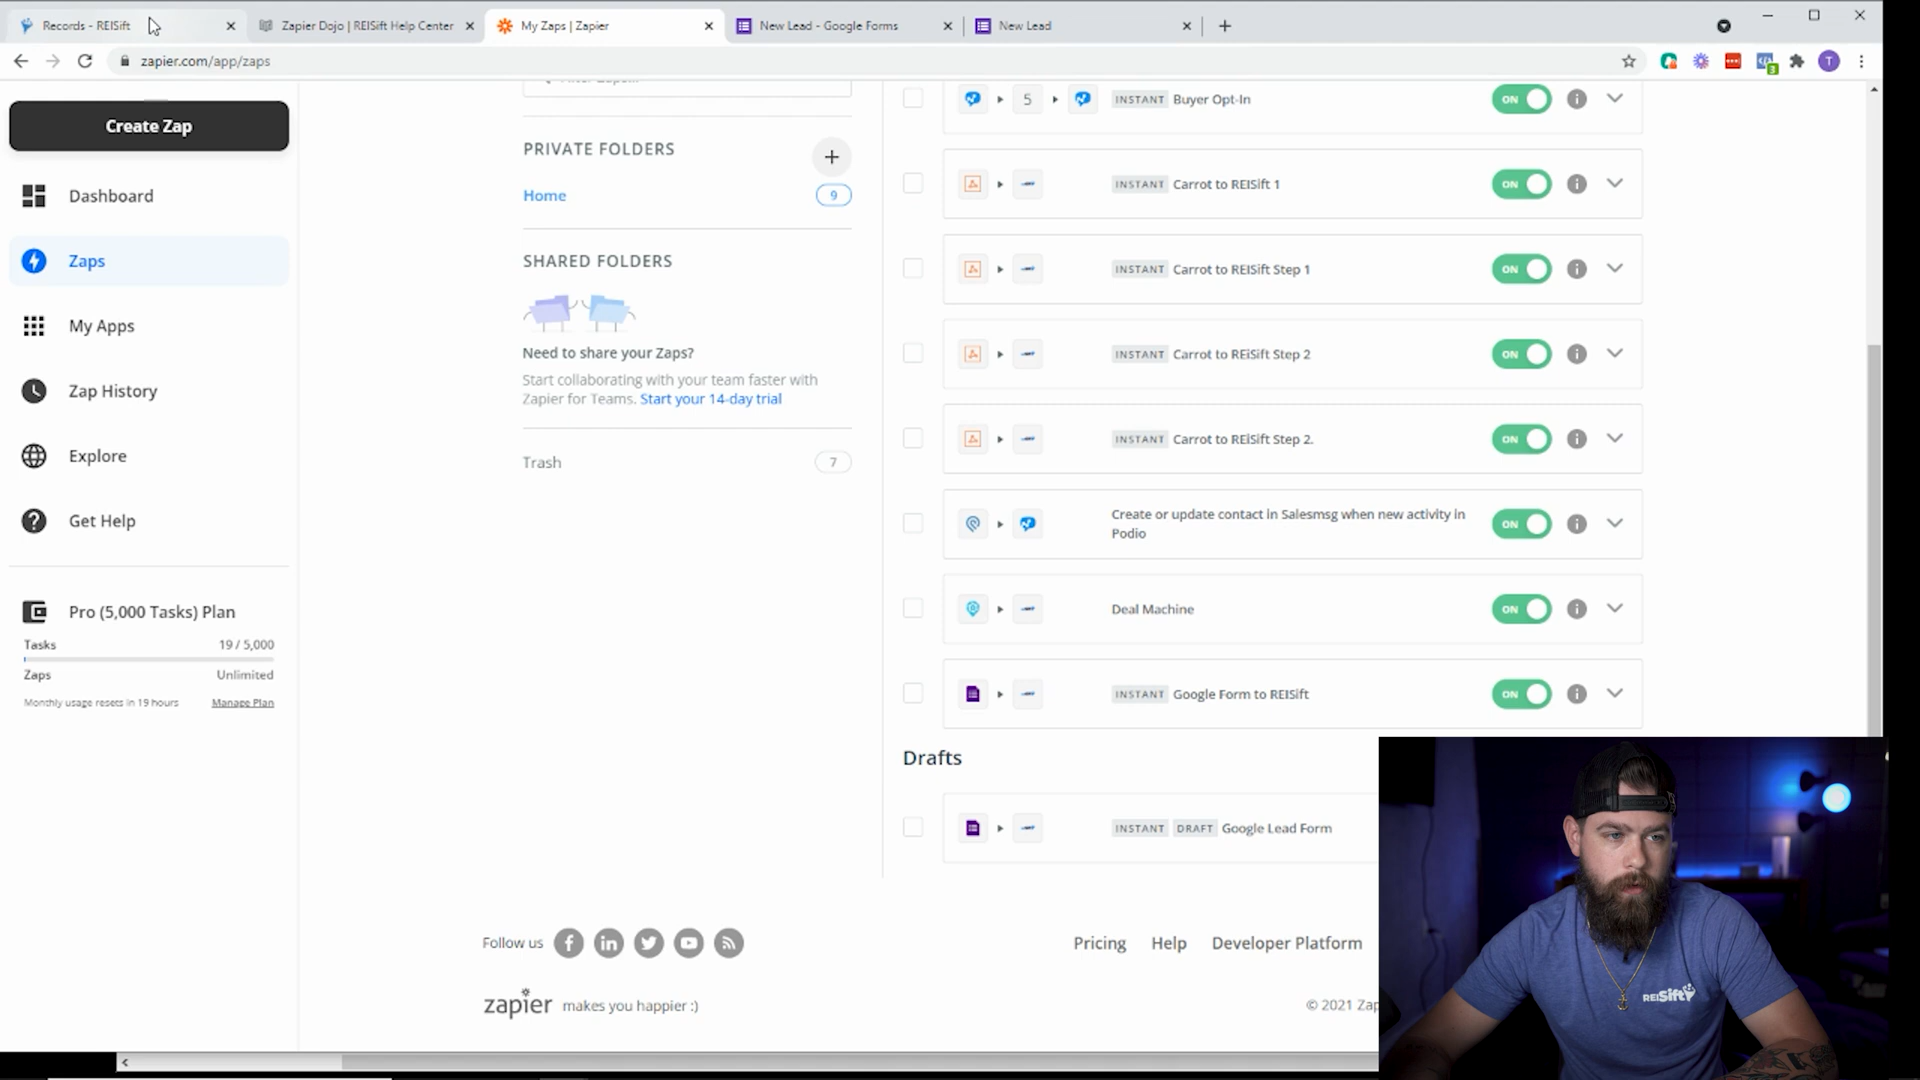 Records - REISift
Zapier Dojo | REISift Help Center
My Zaps | Zapier
New Lead - Google Forms
New Lead
zapier.com/app/zaps
3
T
Create Zap
Dashboard
Zaps
My Apps
Zap History
Explore
Get Help
Pro (5,000 Tasks) Plan
Tasks 19 / 5,000
Zaps Unlimited
Monthly usage resets in 19 hours Manage Plan
PRIVATE FOLDERS
Home 9
SHARED FOLDERS
Need to share your Zaps?
Start collaborating with your team faster with
Zapier for Teams. Start your 14-day trial
Trash 7
5 INSTANT Buyer Opt-In ON
INSTANT Carrot to REISift 1 ON
INSTANT Carrot to REISift Step 1 ON
INSTANT Carrot to REiSift Step 2 ON
INSTANT Carrot to REiSift Step 2. ON
Create or update contact in Salesmsg when new activity in
Podio ON
Deal Machine ON
INSTANT Google Form to REISift ON
Drafts
INSTANT DRAFT Google Lead Form
Follow us
Pricing Help Developer Platform
zapier makes you happier :)
© 2021 Zap
REISift